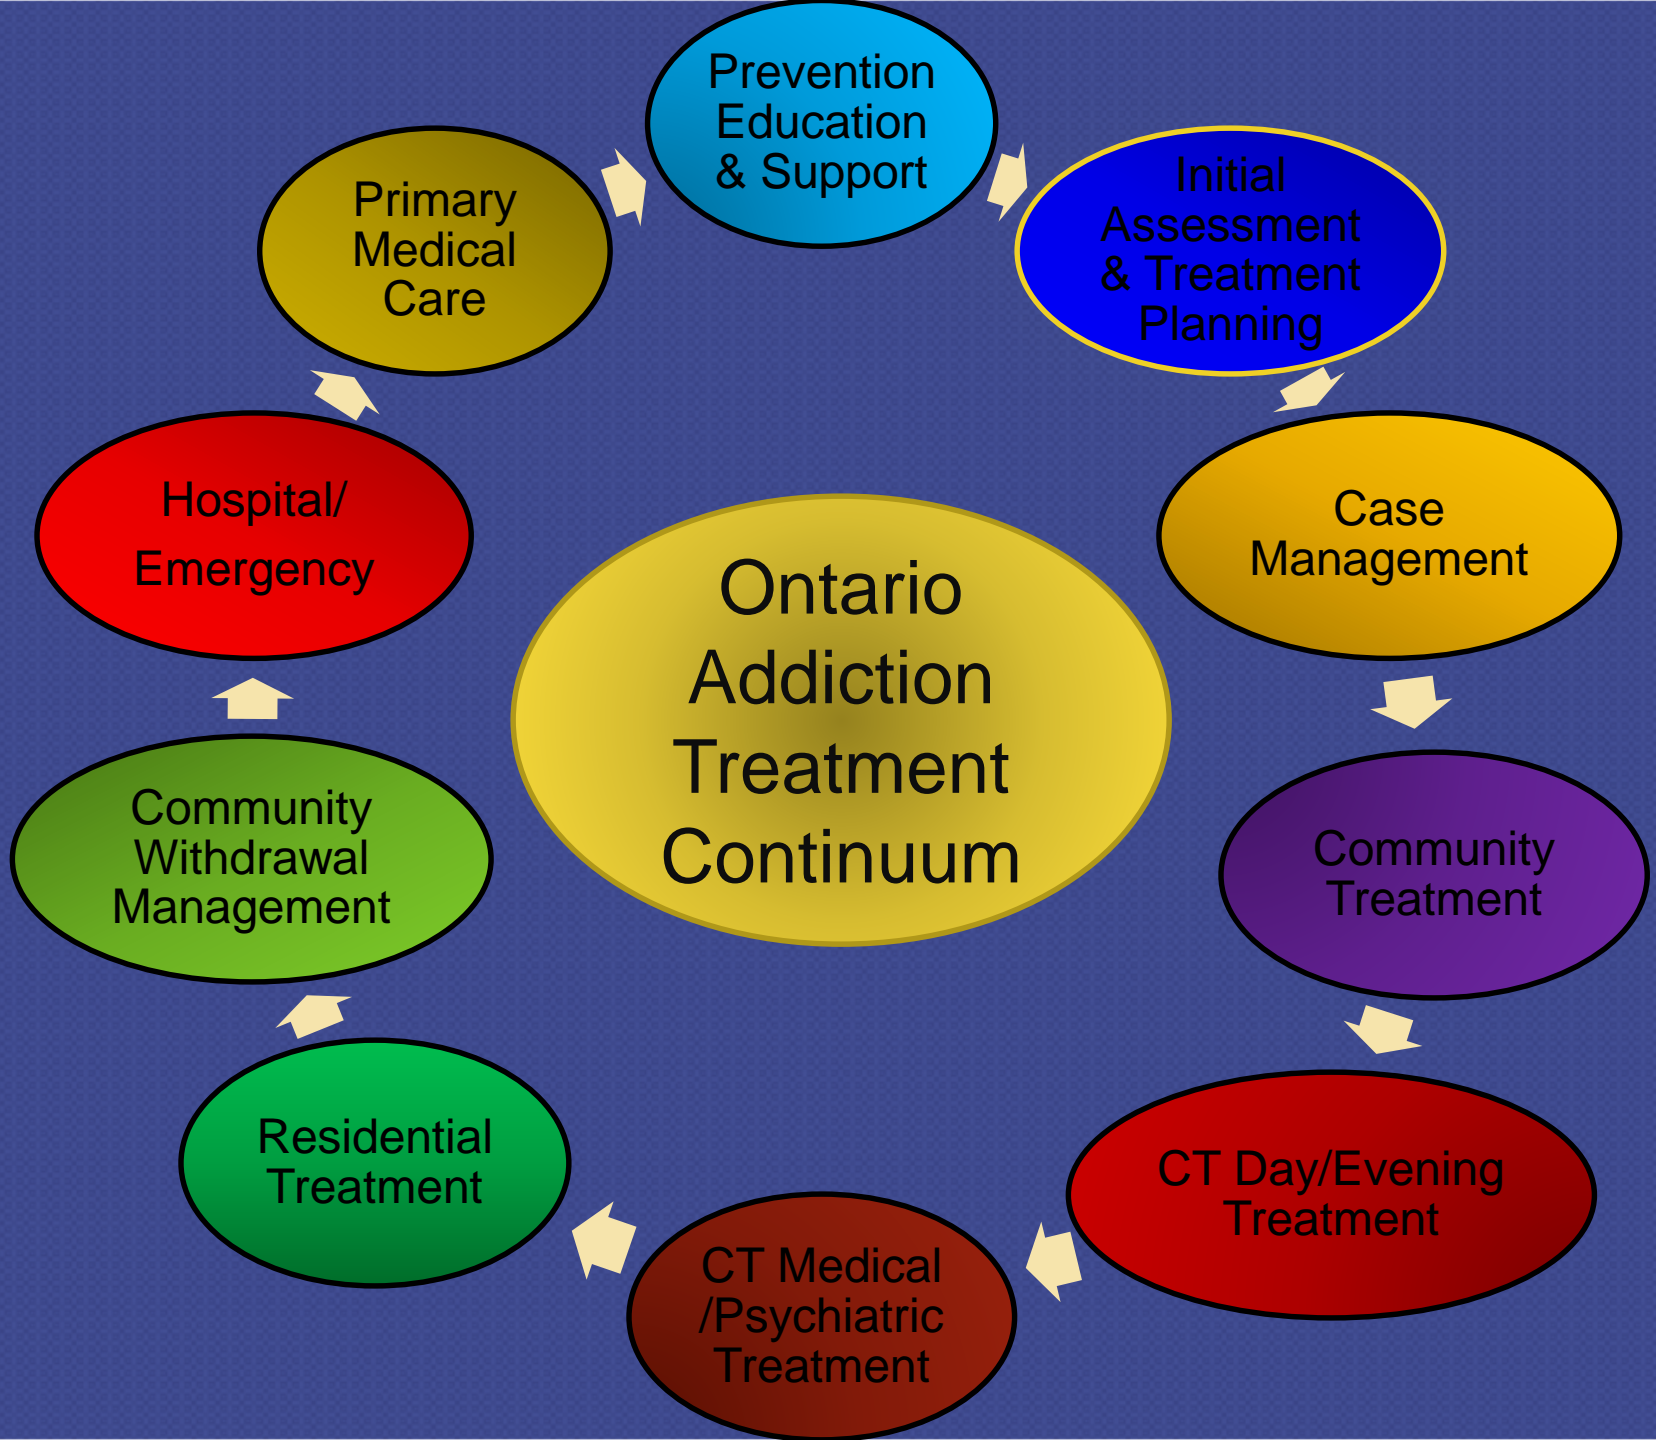 Prevention
Education
& Support
Initial
Assessment
& Treatment
Planning
Case
Management
Community
Treatment
CT Day/Evening
Treatment
CT Medical
/Psychiatric
Treatment
Residential
Treatment
Community
Withdrawal
Management
Hospital/
Emergency
Primary
Medical
Care
Ontario
Addiction
Treatment
Continuum